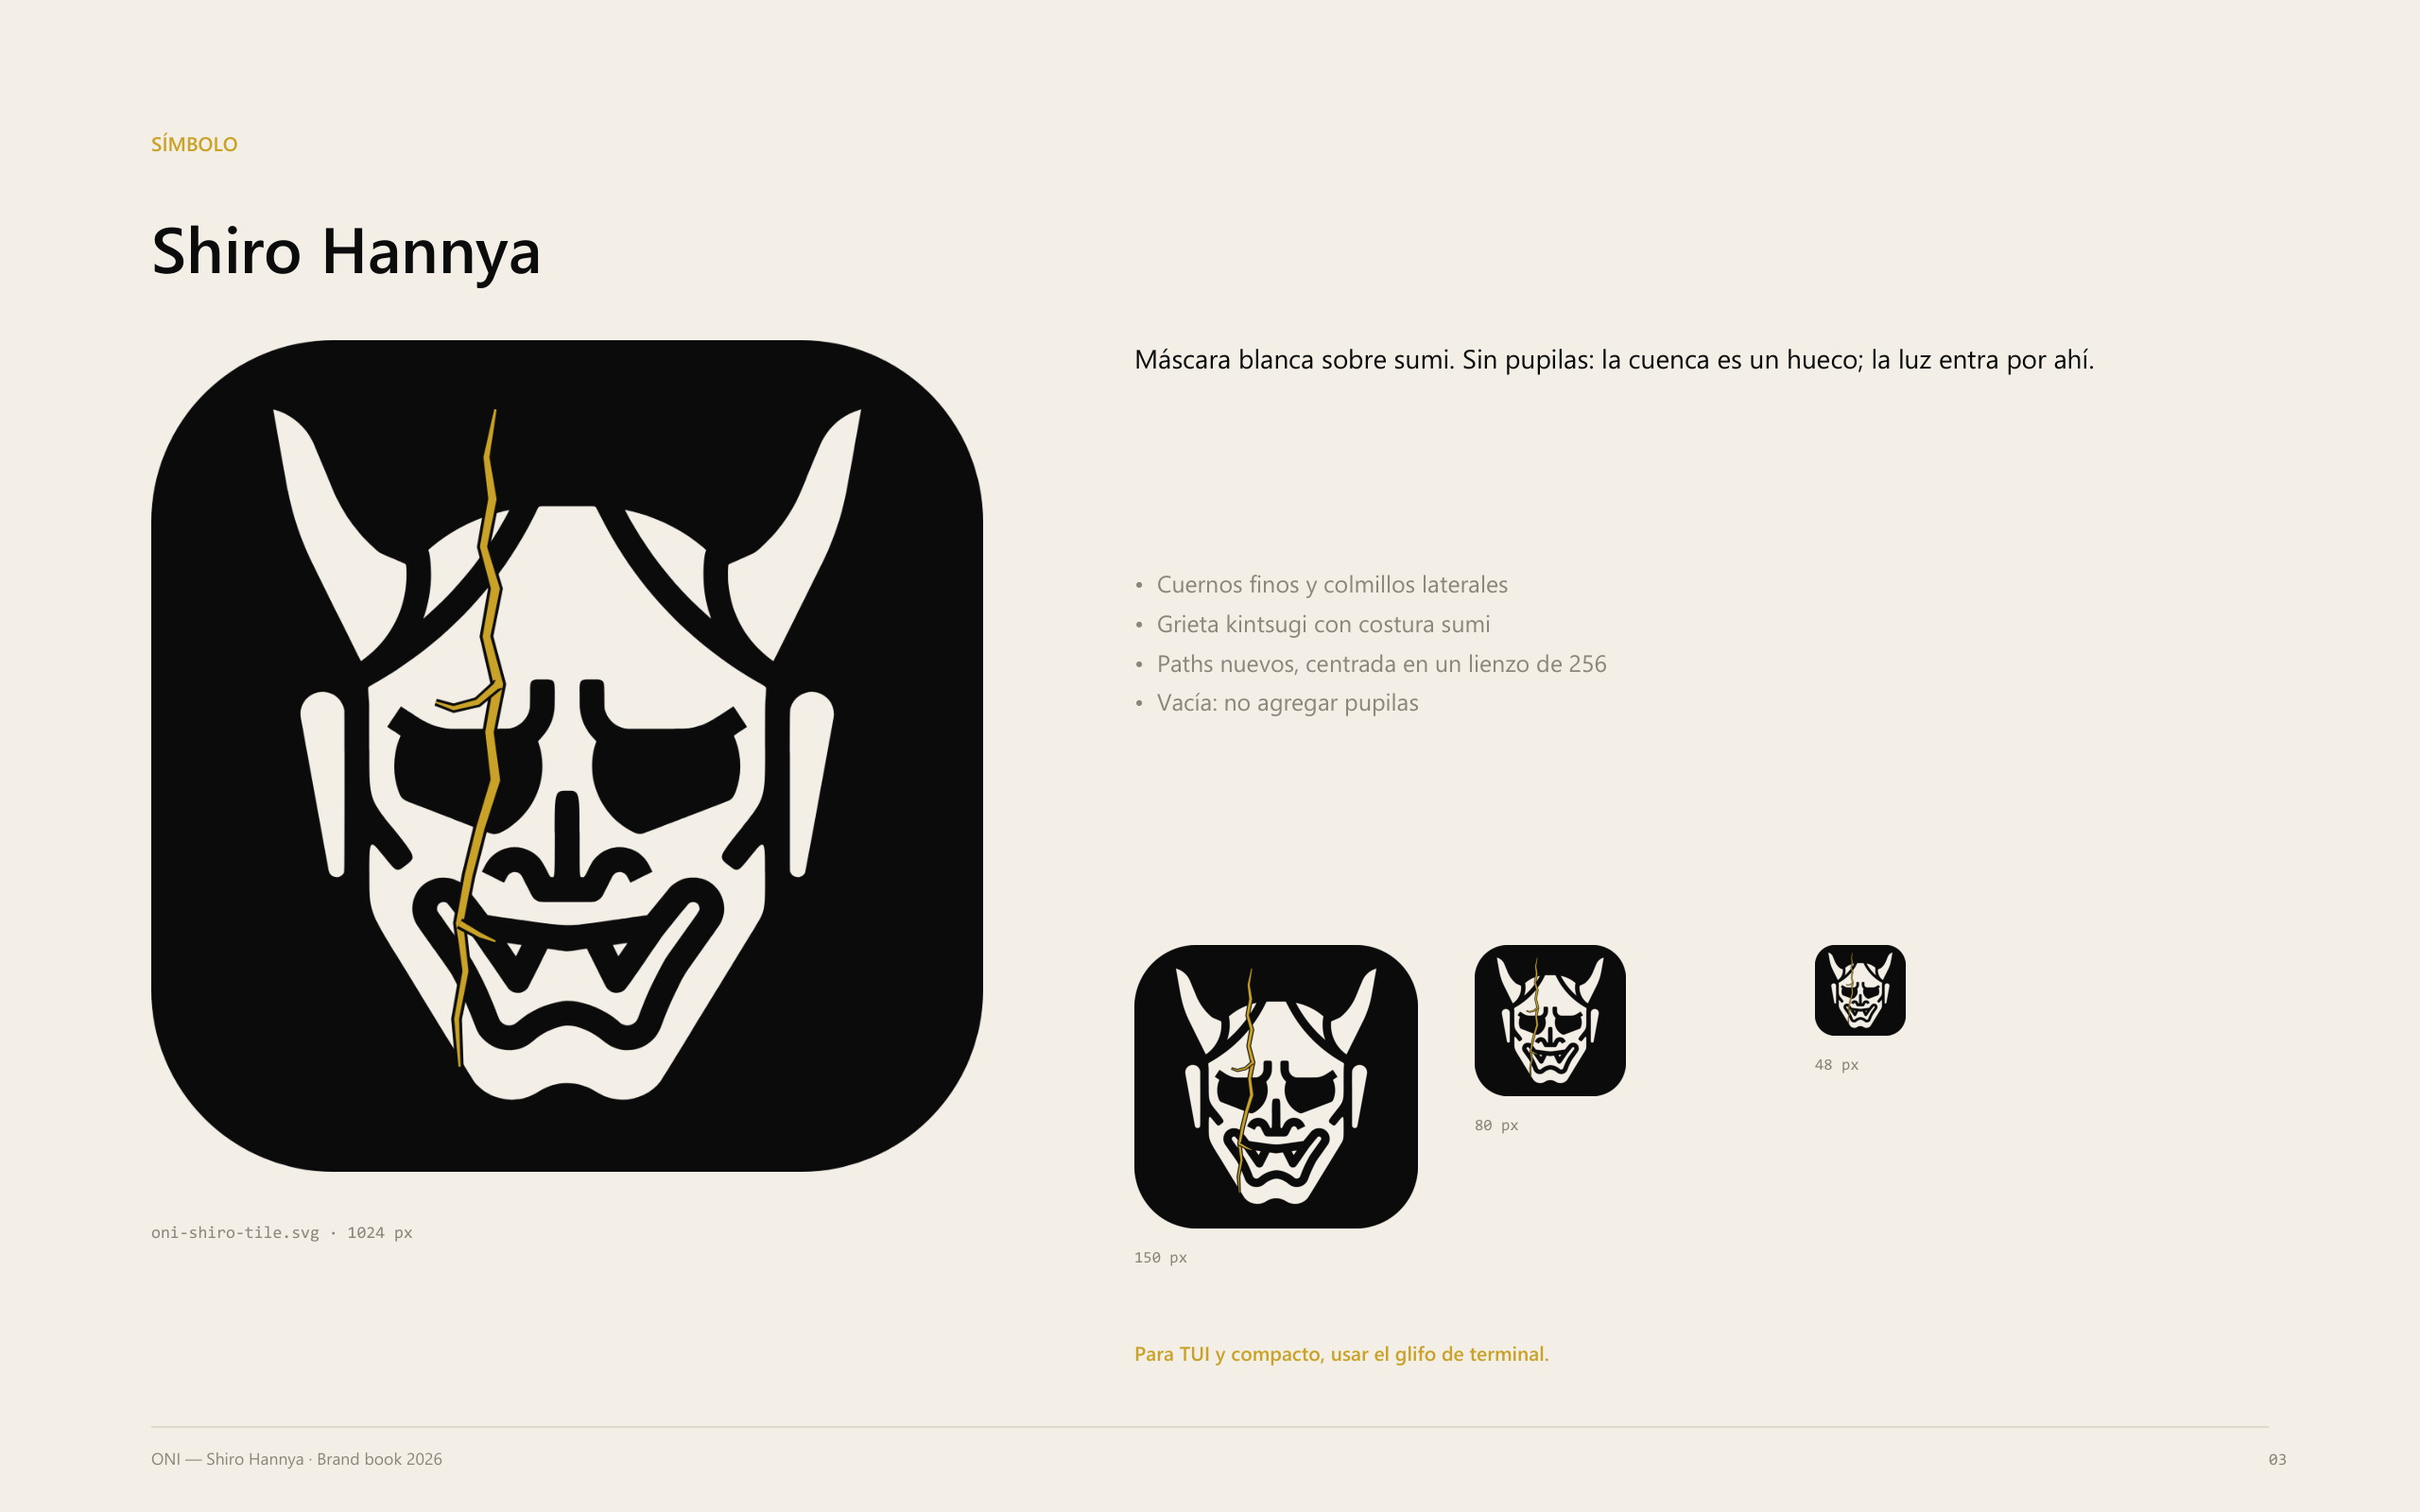 SÍMBOLO
Shiro Hannya
Máscara blanca sobre sumi. Sin pupilas: la cuenca es un hueco; la luz entra por ahí.
• Cuernos finos y colmillos laterales
• Grieta kintsugi con costura sumi
• Paths nuevos, centrada en un lienzo de 256
• Vacía: no agregar pupilas
48 px
80 px
oni-shiro-tile.svg · 1024 px
150 px
Para TUI y compacto, usar el glifo de terminal.
ONI — Shiro Hannya · Brand book 2026
03